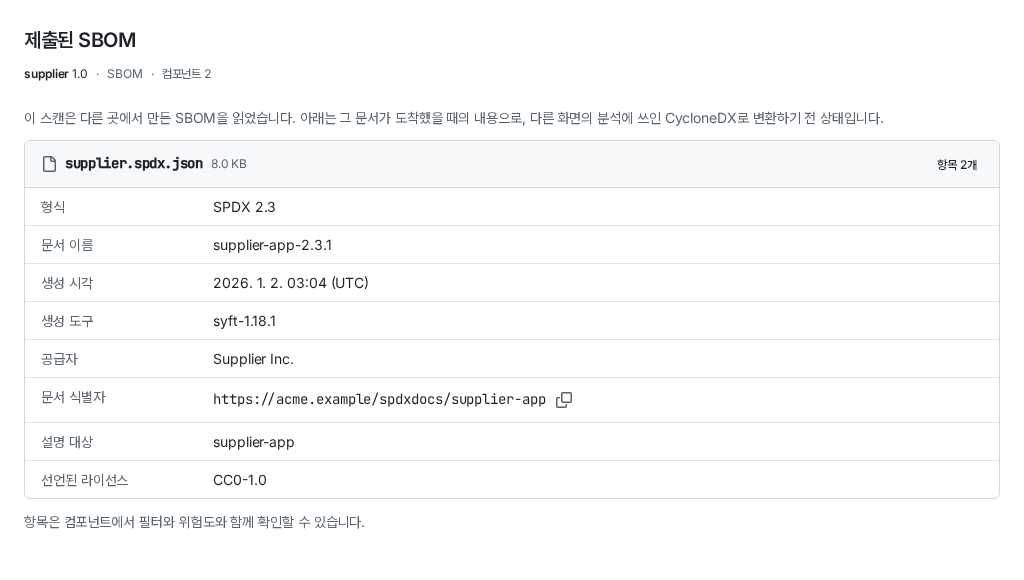 제출된 SBOM
supplier 1.0 · SBOM · 컴포넌트 2
이 스캔은 다른 곳에서 만든 SBOM을 읽었습니다. 아래는 그 문서가 도착했을 때의 내용으로, 다른 화면의 분석에 쓰인 CycloneDX로 변환하기 전 상태입니다.
supplier.spdx.json 8.0 KB 항목 2개
형식 SPDX 2.3
문서 이름 supplier-app-2.3.1
생성 시각 2026. 1. 2. 03:04 (UTC)
생성 도구 syft-1.18.1
공급자 Supplier Inc.
문서 식별자 https://acme.example/spdxdocs/supplier-app
설명 대상 supplier-app
선언된 라이선스 CC0-1.0
항목은 컴포넌트에서 필터와 위험도와 함께 확인할 수 있습니다.